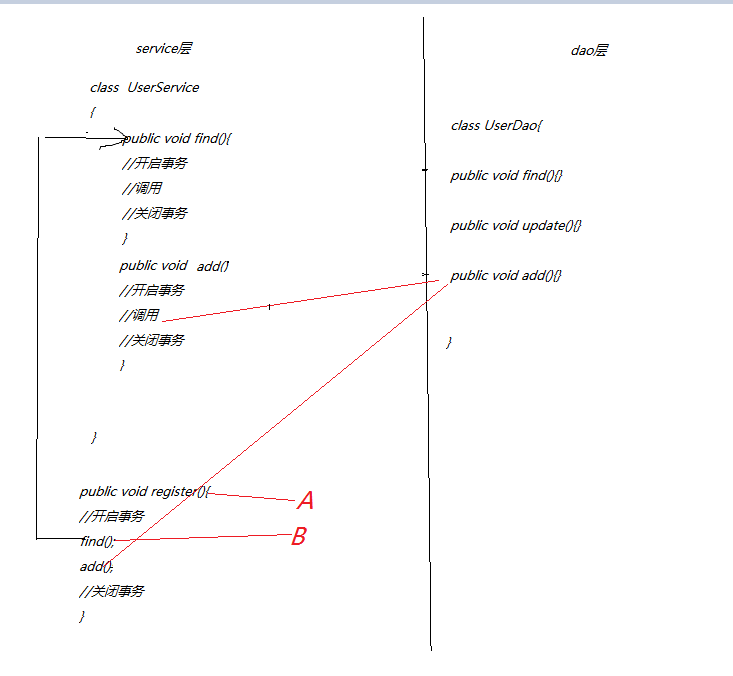 service层
class  UserService
{
public void find(){
//开启事务
//调用
//关闭事务
}
public void  add()
//开启事务
//调用
//关闭事务
}
}
public void register(){
//开启事务
find();
add();
//关闭事务
}
A
B
dao层
class UserDao{
public void find(){}
public void update(){}
public void add(){}
}